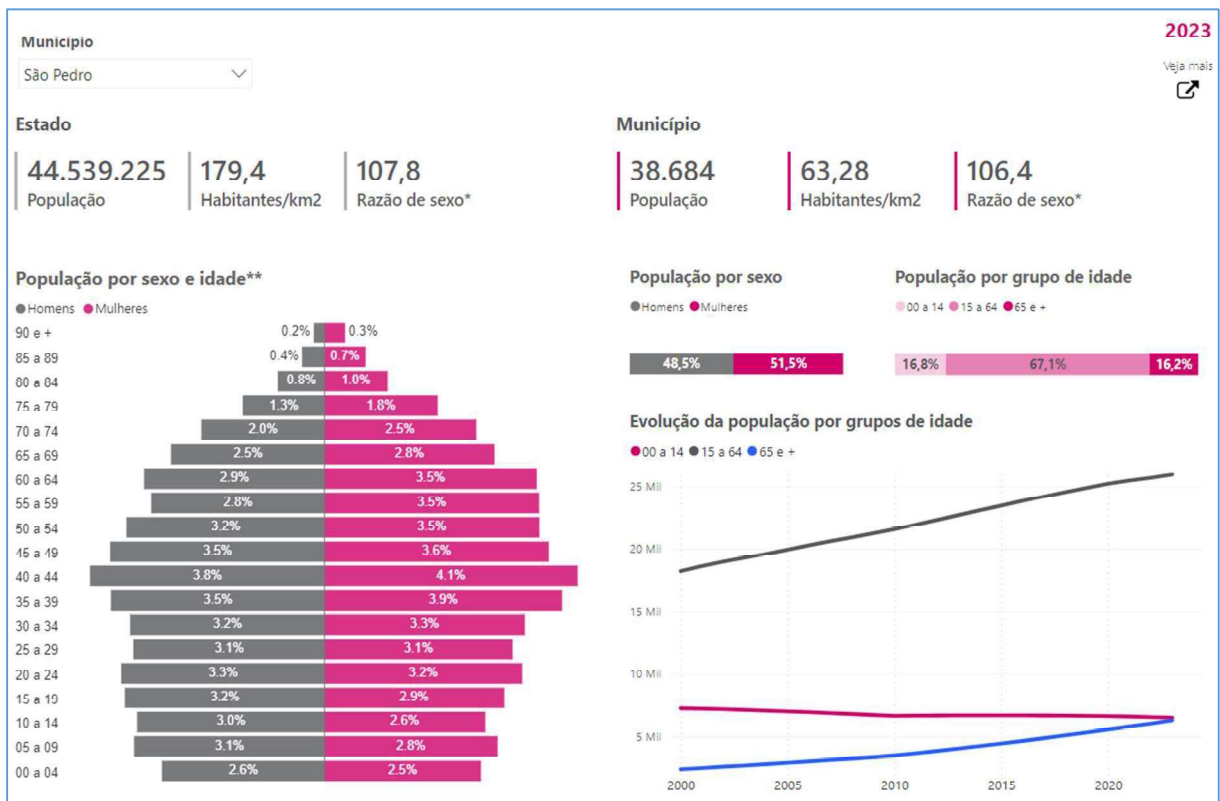 2023
Município
São Pedro
Veja mais
Estado
44.539.225
População
179,4
Habitantes/km2
107,8
Razão de sexo*
Município
38.684
População
63,28
Habitantes/km2
106,4
Razão de sexo*
População por sexo e idade**
Homens Mulheres
90 e + 0.2% 0.3%
85 a 89 0.4% 0.7%
80 a 84 0.8% 1.0%
75 a 79 1.3% 1.8%
70 a 74 2.0% 2.5%
65 a 69 2.5% 2.8%
60 a 64 2.9% 3.5%
55 a 59 2.8% 3.5%
50 a 54 3.2% 3.5%
45 a 49 3.5% 3.6%
40 a 44 3.8% 4.1%
35 a 39 3.5% 3.9%
30 a 34 3.2% 3.3%
25 a 29 3.1% 3.1%
20 a 24 3.3% 3.2%
15 a 19 3.2% 2.9%
10 a 14 3.0% 2.6%
05 a 09 3.1% 2.8%
00 a 04 2.6% 2.5%
População por sexo
Homens Mulheres
48,5% 51,5%
População por grupo de idade
00 a 14 15 a 64 65 e +
16,8% 67,1% 16,2%
Evolução da população por grupos de idade
00 a 14 15 a 64 65 e +
25 Mil
20 Mil
15 Mil
10 Mil
5 Mil
2000 2005 2010 2015 2020